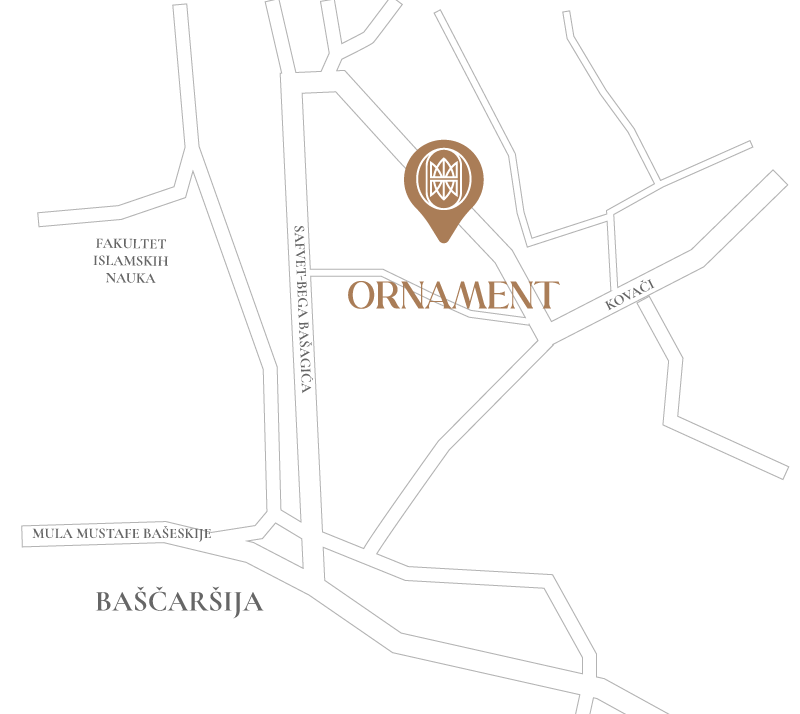 FAKULTET
ISLAMSKIH
NAUKA
SAFVET-BEGA BAŠAGIĆA
ORNAMENT
KOVAČI
MULA MUSTAFE BAŠESKIJE
BAŠČARŠIJA